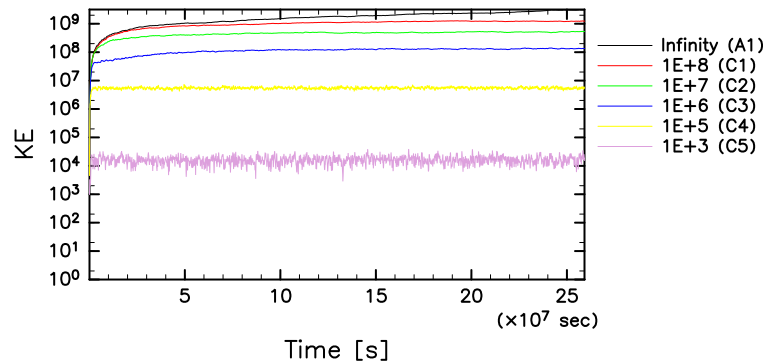 10⁹
10⁸
10⁷
10⁶
10⁵
10⁴
10³
10²
10¹
10⁰
KE
5 10 15 20 25
(×10⁷ sec)
Time [s]
Infinity (A1)
1E+8 (C1)
1E+7 (C2)
1E+6 (C3)
1E+5 (C4)
1E+3 (C5)